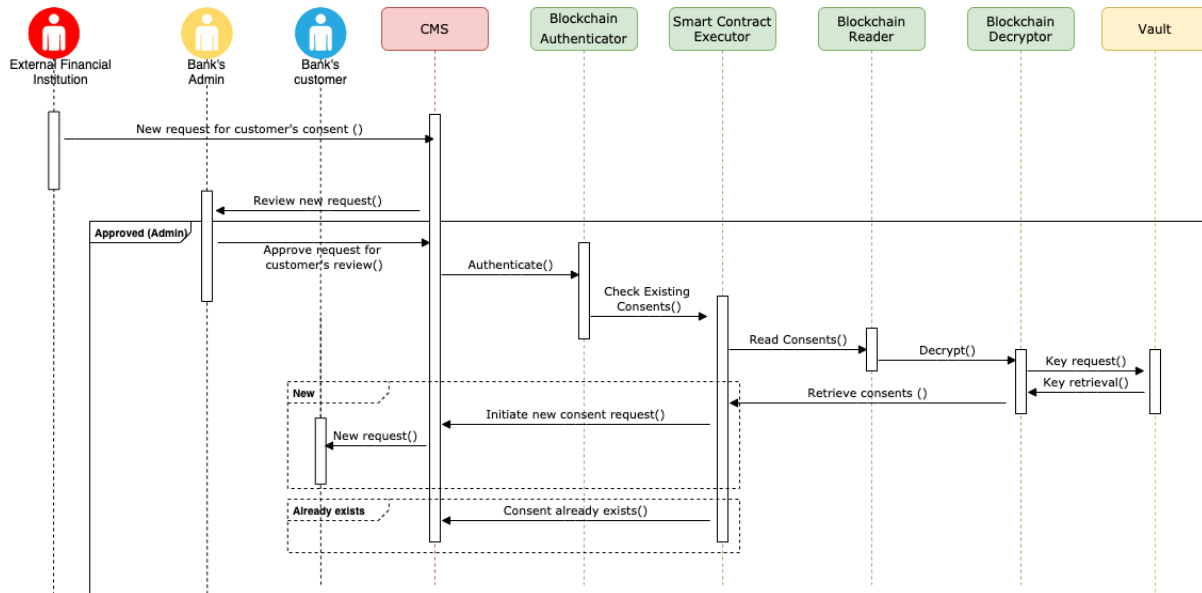 External Financial
Institution
Bank's
Admin
Bank's
customer
CMS
Blockchain
Authenticator
Smart Contract
Executor
Blockchain
Reader
Blockchain
Decryptor
Vault
New request for customer's consent ()
Review new request()
Approved (Admin)
Approve request for
customer's review()
Authenticate()
Check Existing
Consents()
Read Consents()
Decrypt()
Key request()
Key retrieval()
Retrieve consents ()
New
Initiate new consent request()
New request()
Already exists
Consent already exists()